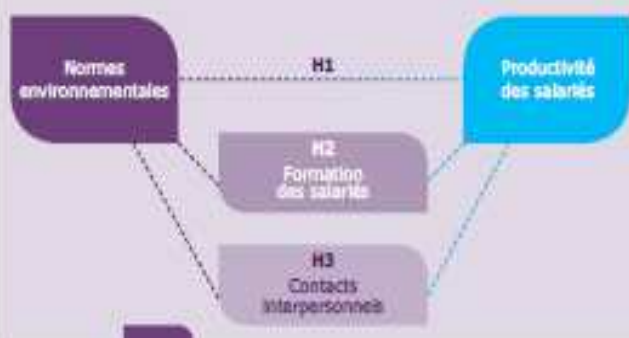 Normes
environnementales
H1
Productivité
des salariés
H2
Formation
des salariés
H3
Contacts
interpersonnels